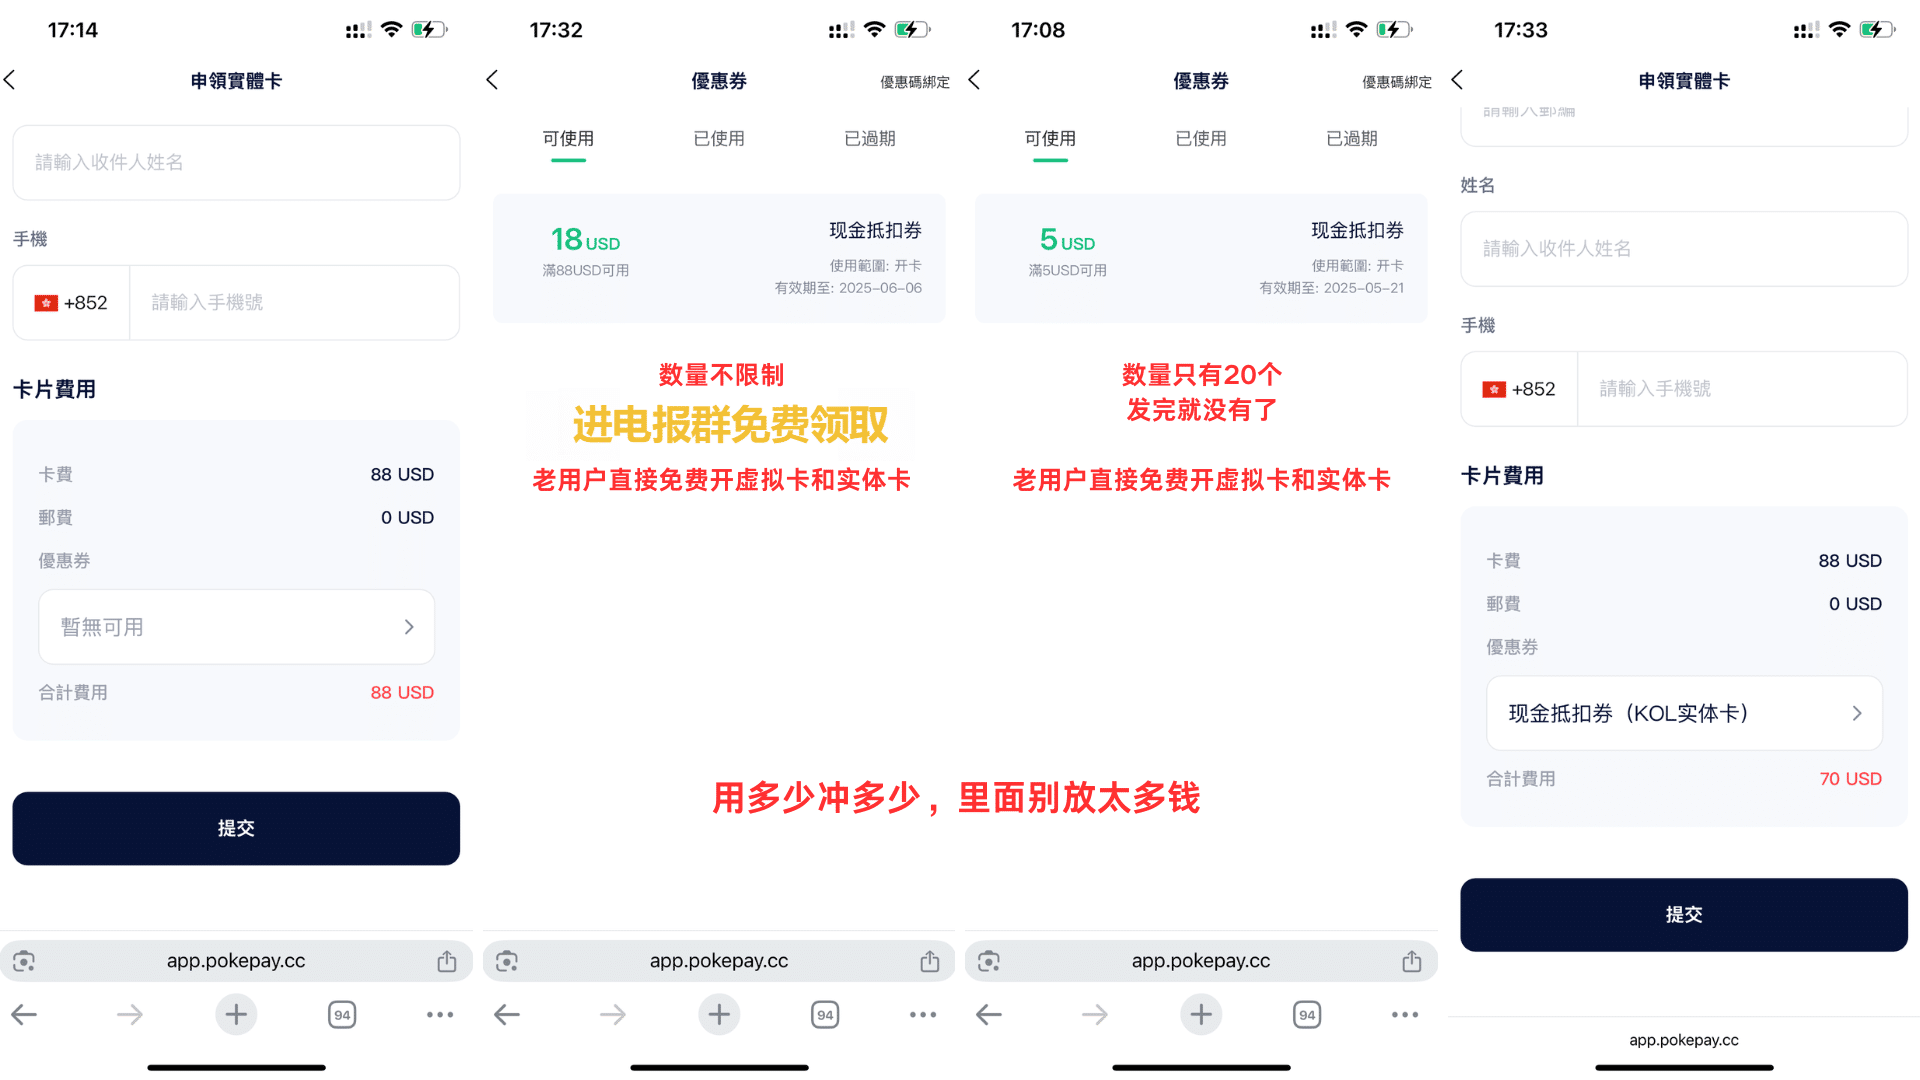 17:14
申領實體卡
請輸入收件人姓名
手機
+852
請輸入手機號
卡片費用
卡費
88 USD
郵費
0 USD
優惠券
暫無可用
合計費用
88 USD
提交
app.pokepay.cc
94
17:32
優惠券
優惠碼綁定
可使用
已使用
已過期
18 USD
滿88USD可用
现金抵扣券
使用範圍: 开卡
有效期至: 2025-06-06
数量不限制
进电报群免费领取
老用户直接免费开虚拟卡和实体卡
用多少冲多少，里面别放太多钱
app.pokepay.cc
94
17:08
優惠券
優惠碼綁定
可使用
已使用
已過期
5 USD
滿5USD可用
现金抵扣券
使用範圍: 开卡
有效期至: 2025-05-21
数量只有20个
发完就没有了
老用户直接免费开虚拟卡和实体卡
app.pokepay.cc
94
17:33
申領實體卡
請輸入郵編
姓名
請輸入收件人姓名
手機
+852
請輸入手機號
卡片費用
卡費
88 USD
郵費
0 USD
優惠券
现金抵扣券（KOL实体卡）
合計費用
70 USD
提交
app.pokepay.cc